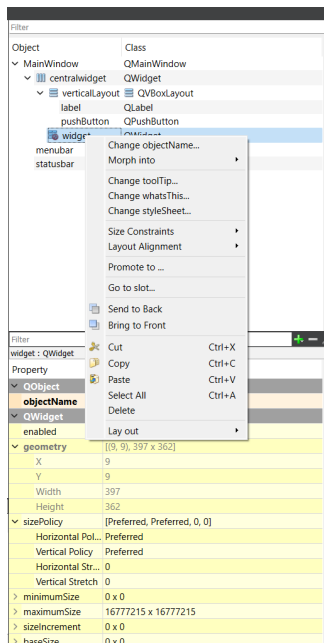 Filter
Object Class
MainWindow QMainWindow
centralwidget QWidget
verticalLayout QVBoxLayout
label QLabel
pushButton QPushButton
widget QWidget
menubar
statusbar
Change objectName...
Morph into
Change toolTip...
Change whatsThis...
Change styleSheet...
Size Constraints
Layout Alignment
Promote to ...
Go to slot...
Send to Back
Bring to Front
Cut Ctrl+X
Copy Ctrl+C
Paste Ctrl+V
Select All Ctrl+A
Delete
Lay out
Filter
widget : QWidget
Property
QObject
objectName
QWidget
enabled
geometry [(9, 9), 397 x 362]
X 9
Y 9
Width 397
Height 362
sizePolicy [Preferred, Preferred, 0, 0]
Horizontal Pol... Preferred
Vertical Policy Preferred
Horizontal Str... 0
Vertical Stretch 0
minimumSize 0 x 0
maximumSize 16777215 x 16777215
sizeIncrement 0 x 0
baseSize 0 x 0